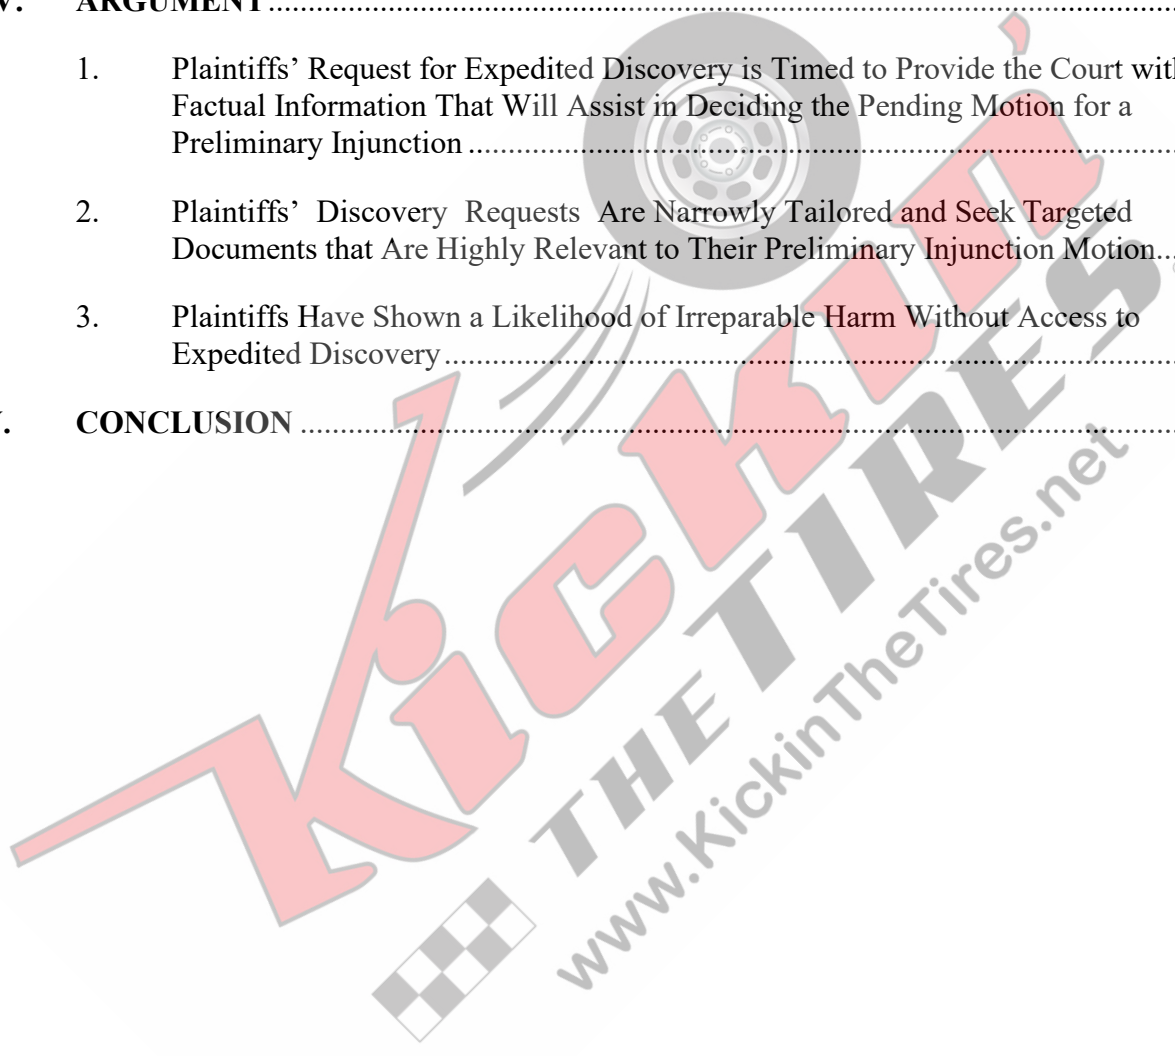 V. ARGUMENT
1. Plaintiffs’ Request for Expedited Discovery is Timed to Provide the Court with
Factual Information That Will Assist in Deciding the Pending Motion for a
Preliminary Injunction
2. Plaintiffs’ Discovery Requests Are Narrowly Tailored and Seek Targeted
Documents that Are Highly Relevant to Their Preliminary Injunction Motion
3. Plaintiffs Have Shown a Likelihood of Irreparable Harm Without Access to
Expedited Discovery
. CONCLUSION
Kickin'
THE TIRES
www.KickinTheTires.net